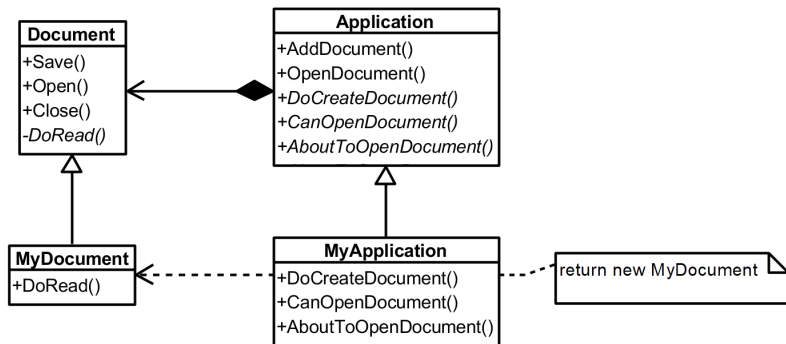 Document
+Save()
+Open()
+Close()
-DoRead()
Application
+AddDocument()
+OpenDocument()
+DoCreateDocument()
+CanOpenDocument()
+AboutToOpenDocument()
MyDocument
+DoRead()
MyApplication
+DoCreateDocument()
+CanOpenDocument()
+AboutToOpenDocument()
return new MyDocument